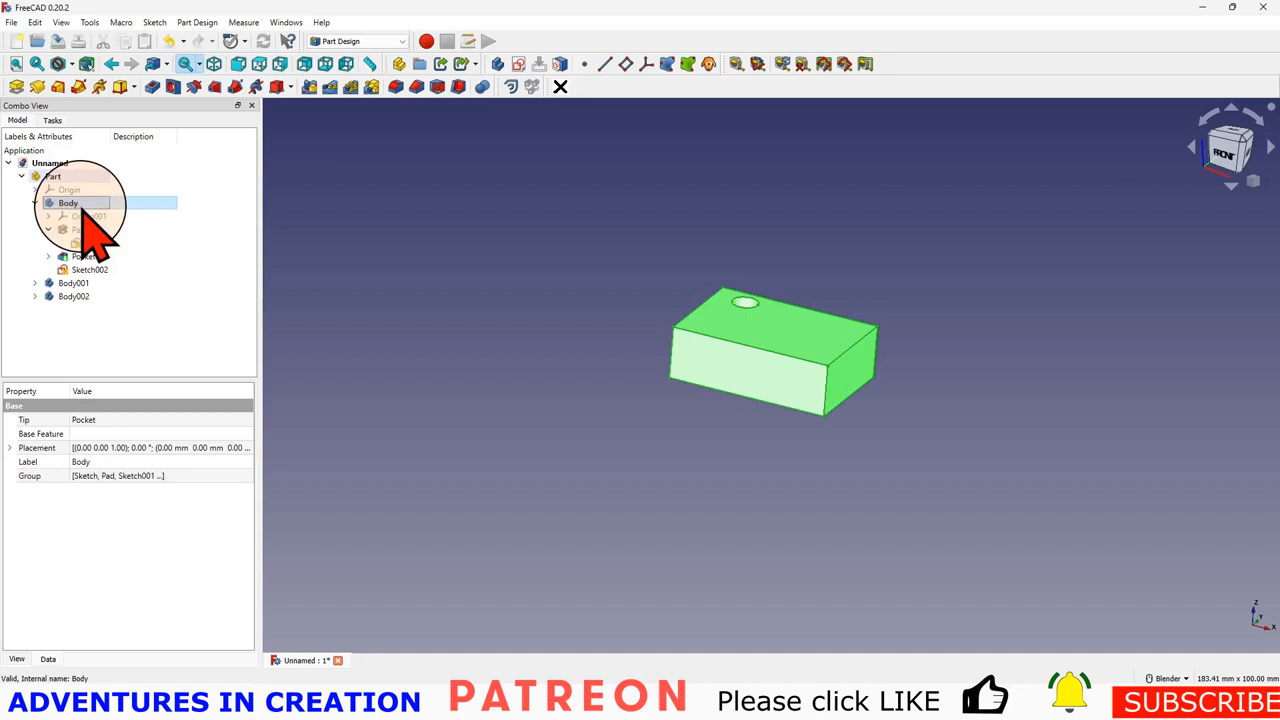 FreeCAD 0.20.2
File Edit View Tools Macro Sketch Part Design Measure Windows Help
Part Design
Combo View
Model Tasks
Labels & Attributes Description
Application
Unnamed
Part
Origin
Body
Sketch002
Body001
Body002
Property Value
Base
Tip Pocket
Base Feature
Placement [(0.00 0.00 1.00); 0.00 °; (0.00 mm 0.00 mm 0.00 ...
Label Body
Group [Sketch, Pad, Sketch001 ...]
FRONT
Z
Y
X
View Data
Unnamed : 1*
Valid, Internal name: Body
Blender 183.41 mm x 100.00 mm
ADVENTURES IN CREATION PATREON Please click LIKE SUBSCRIBE